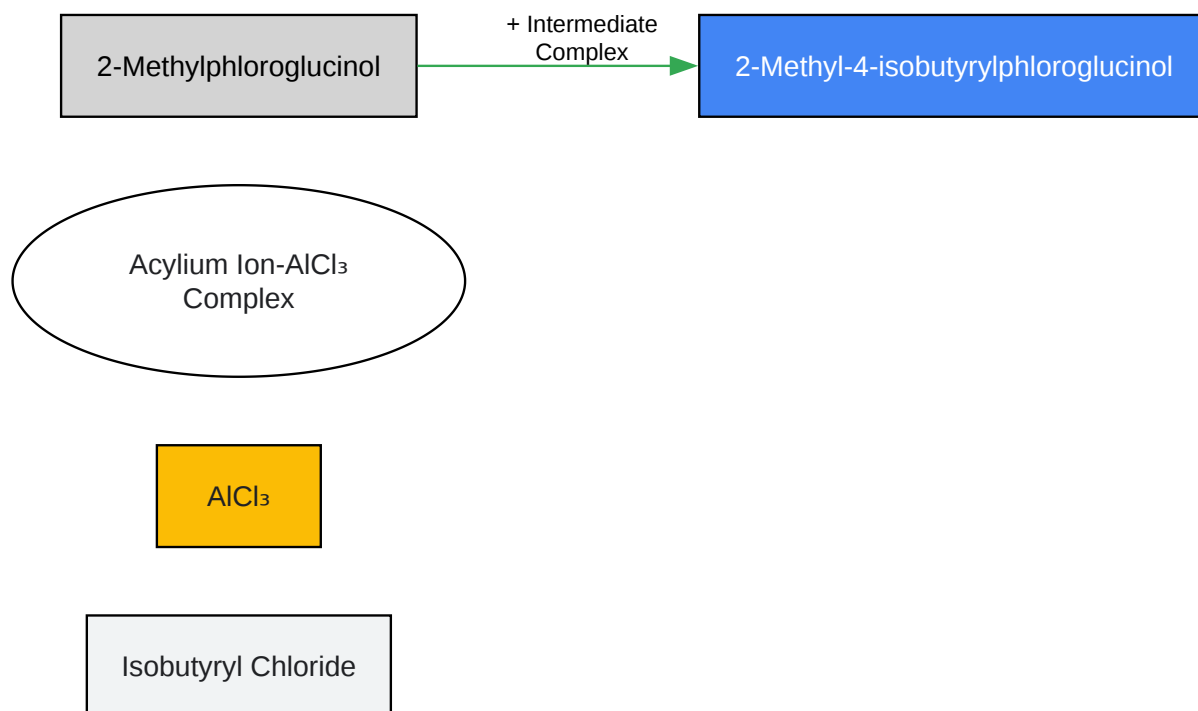 2-Methylphloroglucinol
+ Intermediate
Complex
2-Methyl-4-isobutyrylphloroglucinol
Acylium Ion-AlCl₃
Complex
AlCl₃
Isobutyryl Chloride